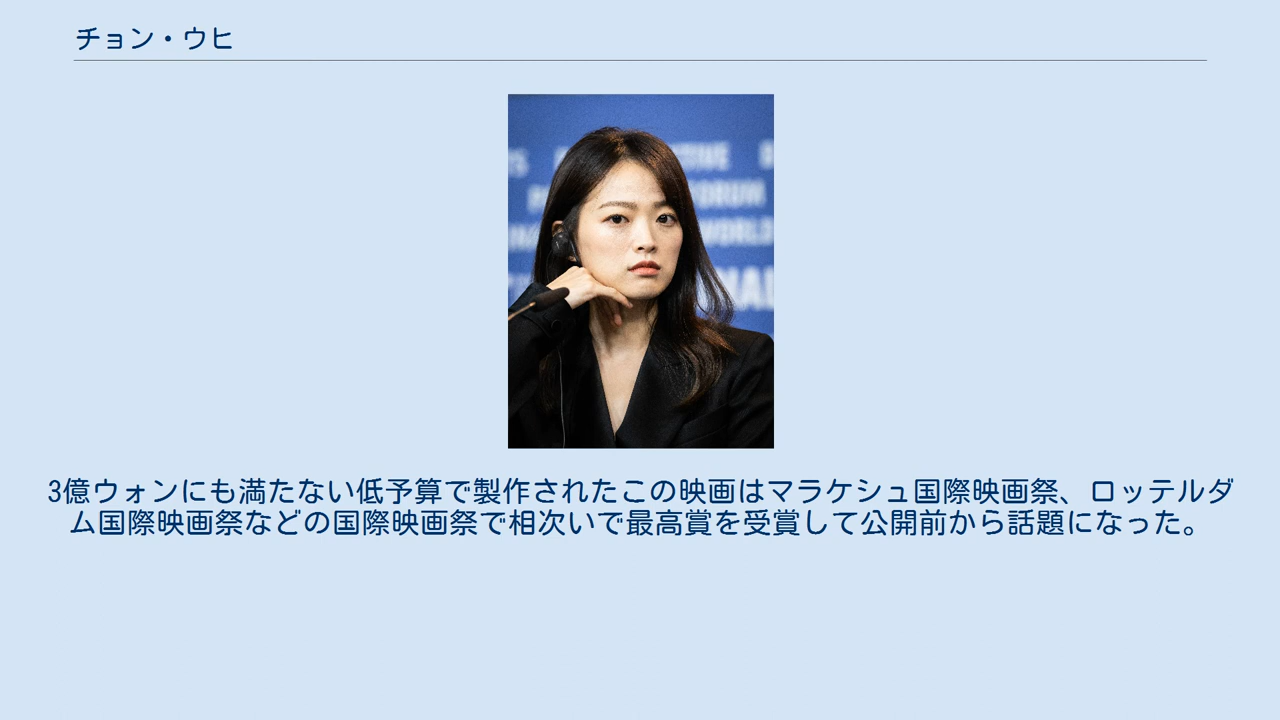 チョン・ウヒ
TIVE
ORUM
WORLD
NAL
3億ウォンにも満たない低予算で製作されたこの映画はマラケシュ国際映画祭、ロッテルダ
ム国際映画祭などの国際映画祭で相次いで最高賞を受賞して公開前から話題になった。